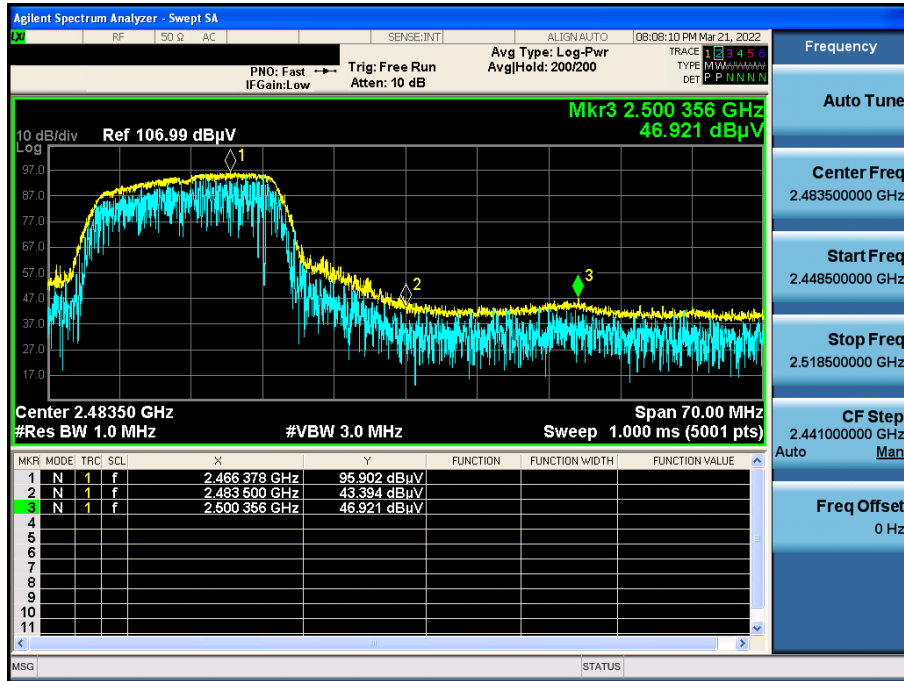 Agilent Spectrum Analyzer - Swept SA
LXI RF 50 Ω AC SENSE:INT ALIGN AUTO 08:08:10 PM Mar 21, 2022
Frequency
PNO: Fast
IFGain:Low
Trig: Free Run
Atten: 10 dB
Avg Type: Log-Pwr
Avg|Hold: 200/200
TRACE 1 2 3 4 5 6
TYPE MWWWWW
DET P P N N N N
Auto Tune
Mkr3 2.500 356 GHz
46.921 dBµV
10 dB/div Ref 106.99 dBµV
Log
97.0
87.0
77.0
67.0
57.0
47.0
37.0
27.0
17.0
1
2
3
Center Freq
2.483500000 GHz
Start Freq
2.448500000 GHz
Stop Freq
2.518500000 GHz
Center 2.48350 GHz Span 70.00 MHz
#Res BW 1.0 MHz #VBW 3.0 MHz Sweep 1.000 ms (5001 pts)
CF Step
2.441000000 GHz
Auto Man
Freq Offset
0 Hz
MKR MODE TRC SCL X Y FUNCTION FUNCTION WIDTH FUNCTION VALUE
1 N 1 f 2.466 378 GHz 95.902 dBµV
2 N 1 f 2.483 500 GHz 43.394 dBµV
3 N 1 f 2.500 356 GHz 46.921 dBµV
4
5
6
7
8
9
10
11
MSG STATUS